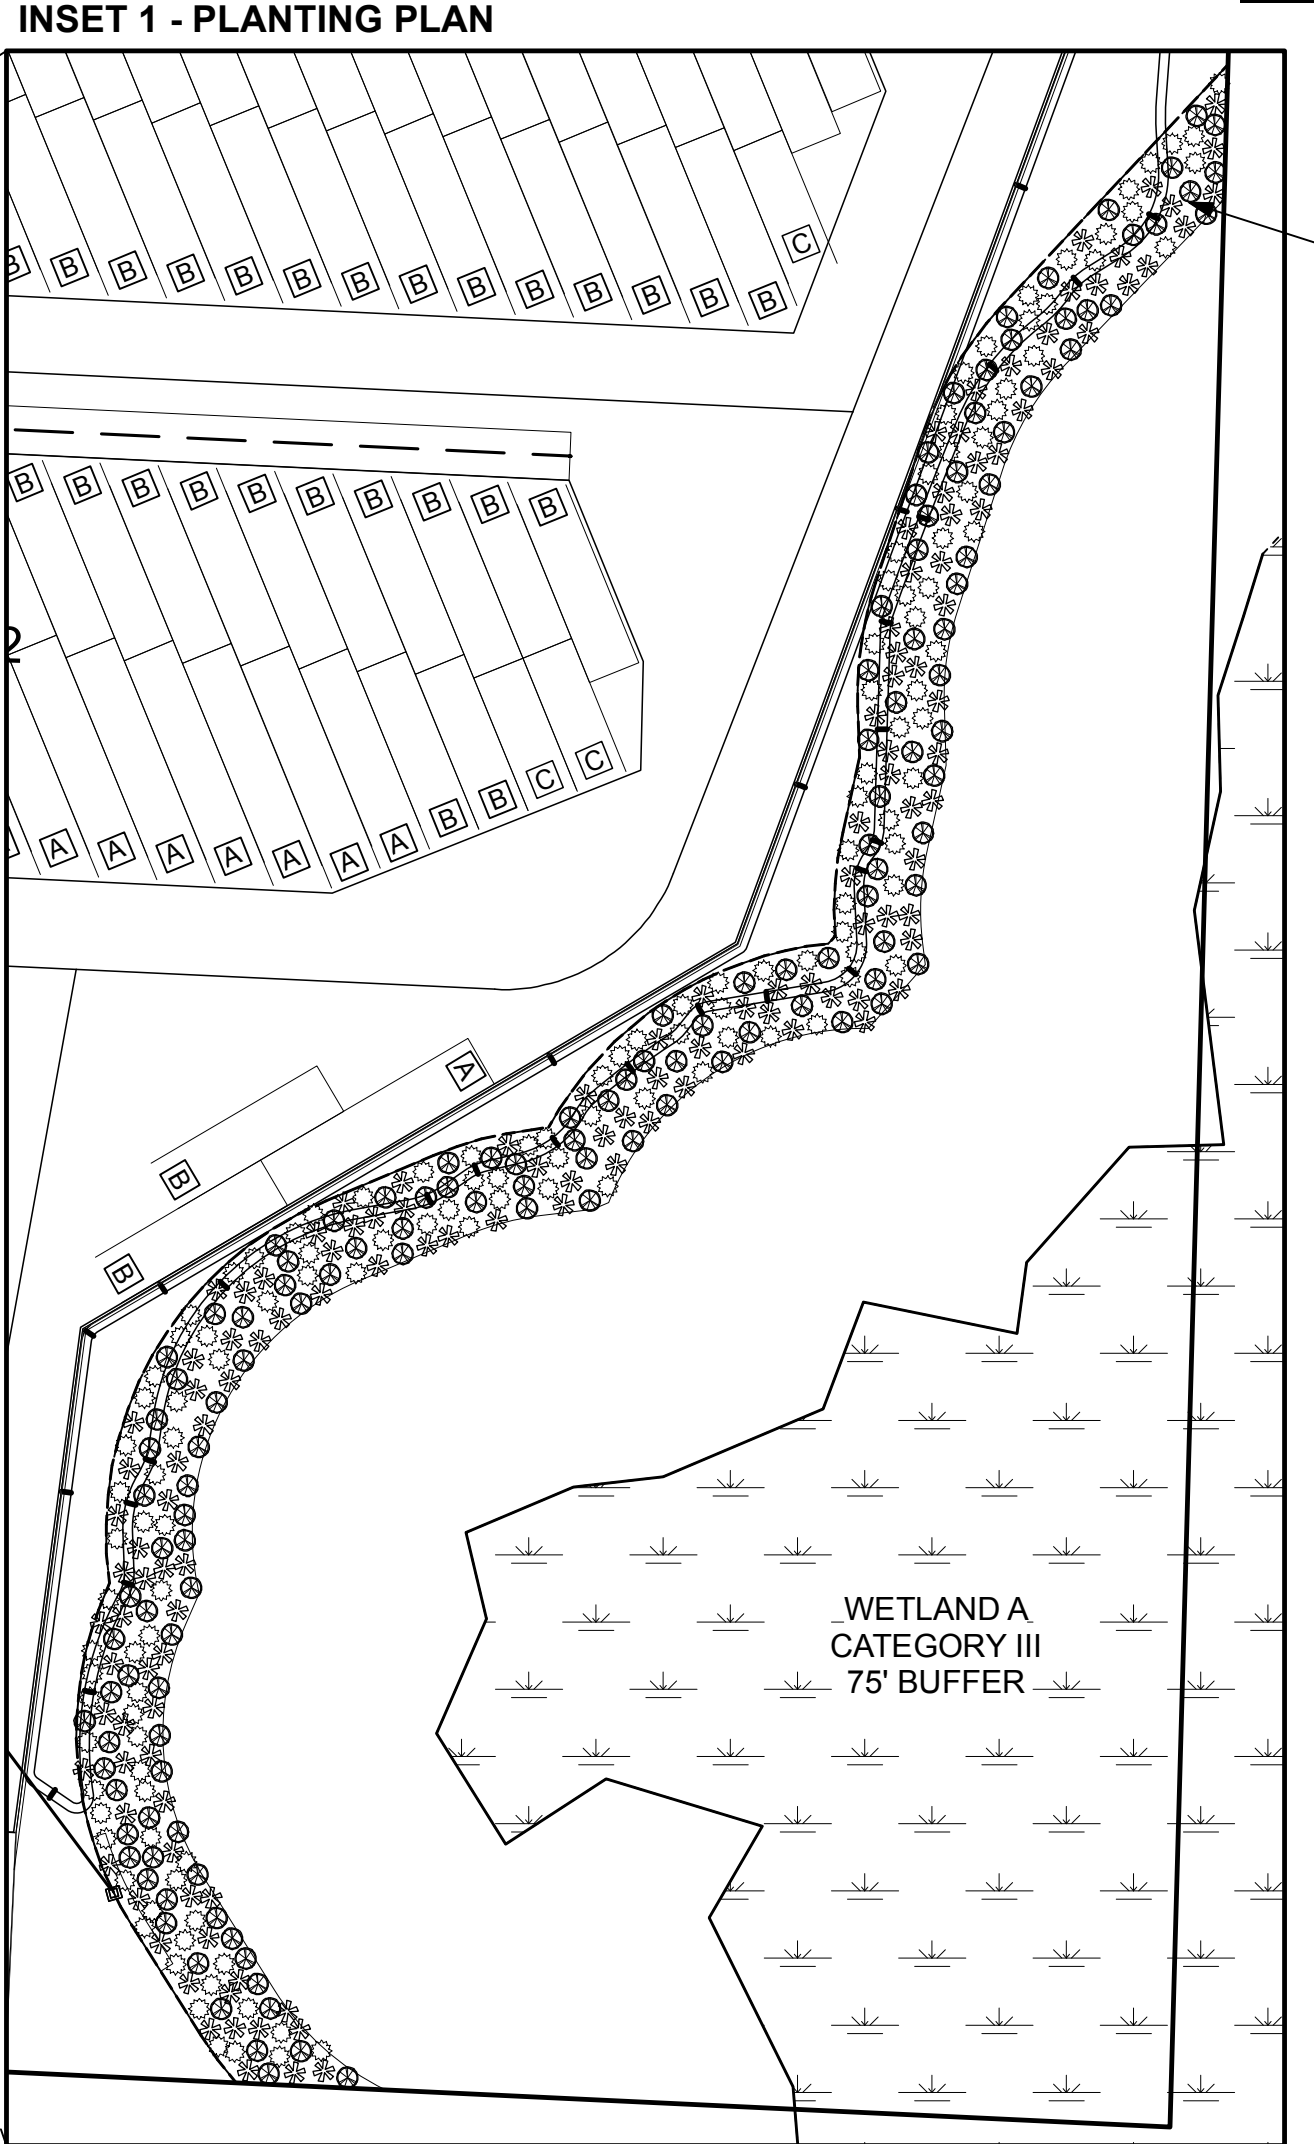 INSET 1 - PLANTING PLAN
B B B B B B B B B B B B B B C
B B B B B B B B B B
2
A A A A A A A B B C C
A
B
B
WETLAND A
CATEGORY III
75' BUFFER